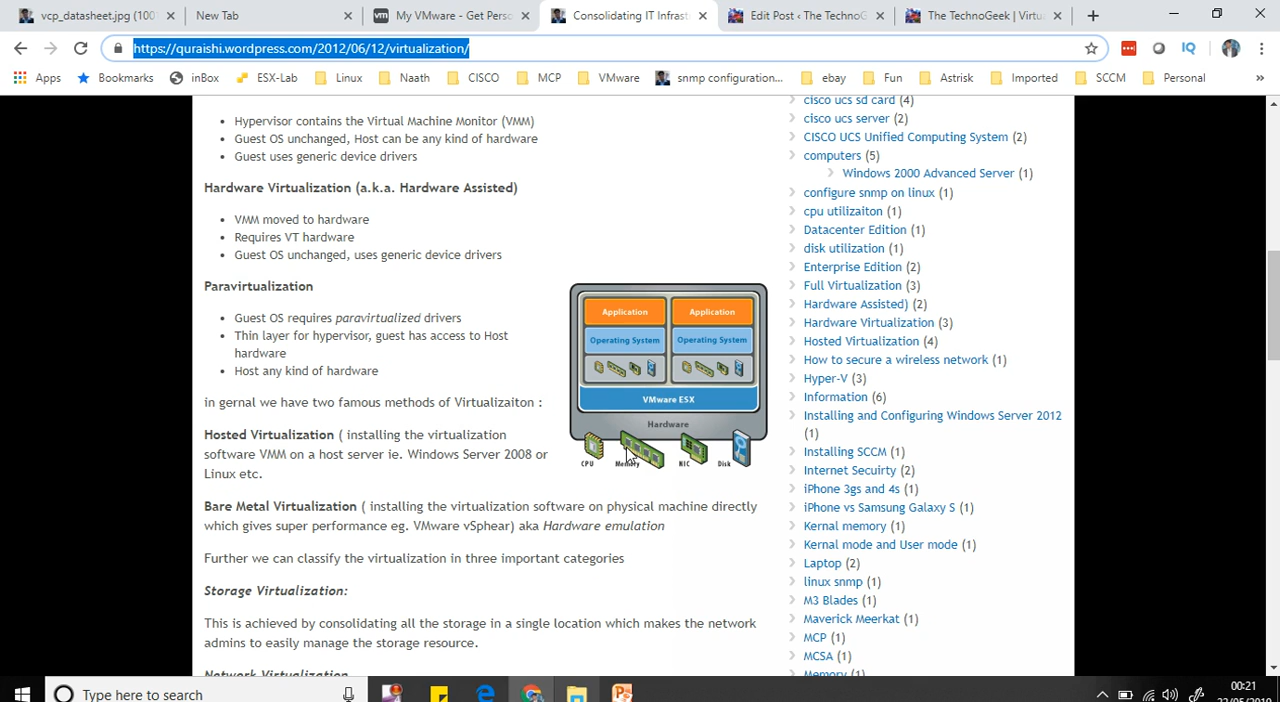 vcp_datasheet.jpg (100
New Tab
My VMware - Get Perso
Consolidating IT Infrast
Edit Post ‹ The TechnoG
The TechnoGeek | Virtu
https://quraishi.wordpress.com/2012/06/12/virtualization/
IQ
Apps
Bookmarks
inBox
ESX-Lab
Linux
Naath
CISCO
MCP
VMware
snmp configuration...
ebay
Fun
Astrisk
Imported
SCCM
Personal
»
Hypervisor contains the Virtual Machine Monitor (VMM)
Guest OS unchanged, Host can be any kind of hardware
Guest uses generic device drivers
Hardware Virtualization (a.k.a. Hardware Assisted)
VMM moved to hardware
Requires VT hardware
Guest OS unchanged, uses generic device drivers
Paravirtualization
Guest OS requires paravirtualized drivers
Thin layer for hypervisor, guest has access to Host
hardware
Host any kind of hardware
in gernal we have two famous methods of Virtualizaiton :
Hosted Virtualization ( installing the virtualization
software VMM on a host server ie. Windows Server 2008 or
Linux etc.
Application
Application
Operating System
Operating System
VMware ESX
Hardware
CPU
Memory
NIC
Disk
Bare Metal Virtualization ( installing the virtualization software on physical machine directly
which gives super performance eg. VMware vSphear) aka Hardware emulation
Further we can classify the virtualization in three important categories
Storage Virtualization:
This is achieved by consolidating all the storage in a single location which makes the network
admins to easily manage the storage resource.
Network Virtualization
cisco ucs sd card (4)
cisco ucs server (2)
CISCO UCS Unified Computing System (2)
computers (5)
Windows 2000 Advanced Server (1)
configure snmp on linux (1)
cpu utilizaiton (1)
Datacenter Edition (1)
disk utilization (1)
Enterprise Edition (2)
Full Virtualization (3)
Hardware Assisted) (2)
Hardware Virtualization (3)
Hosted Virtualization (4)
How to secure a wireless network (1)
Hyper-V (3)
Information (6)
Installing and Configuring Windows Server 2012
(1)
Installing SCCM (1)
Internet Secuirty (2)
iPhone 3gs and 4s (1)
iPhone vs Samsung Galaxy S (1)
Kernal memory (1)
Kernal mode and User mode (1)
Laptop (2)
linux snmp (1)
M3 Blades (1)
Maverick Meerkat (1)
MCP (1)
MCSA (1)
Memory (1)
Type here to search
00:21
22/05/2019